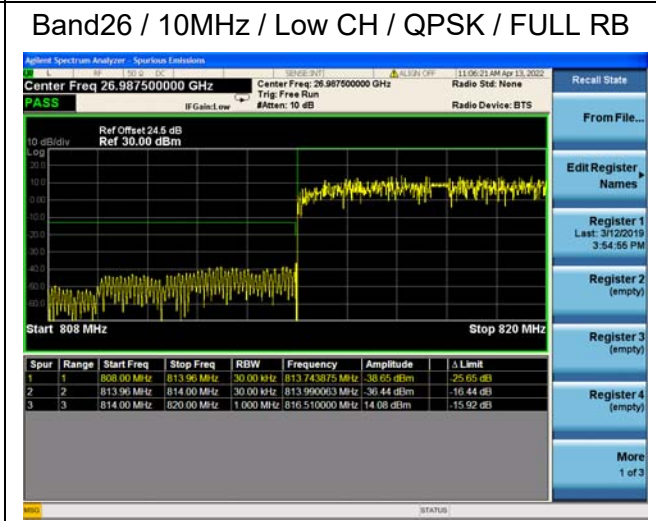 Band26 / 10MHz / Low CH / QPSK / FULL RB
Agilent Spectrum Analyzer - Spurious Emissions
L RF 50 Ω DC SENSE:INT ALIGN OFF 11:06:21 AM Apr 13, 2022
Center Freq 26.987500000 GHz
Center Freq: 26.987500000 GHz
Radio Std: None
Trig: Free Run
PASS
IFGain:Low
#Atten: 10 dB
Radio Device: BTS
Ref Offset 24.5 dB
10 dB/div Ref 30.00 dBm
Log
20.0
10.0
0.00
-10.0
-20.0
-30.0
-40.0
-50.0
-60.0
Start 808 MHz Stop 820 MHz
Spur Range Start Freq Stop Freq RBW Frequency Amplitude Δ Limit
1 1 808.00 MHz 813.96 MHz 30.00 kHz 813.743875 MHz -38.65 dBm -25.65 dB
2 2 813.96 MHz 814.00 MHz 30.00 kHz 813.990063 MHz -36.44 dBm -16.44 dB
3 3 814.00 MHz 820.00 MHz 1.000 MHz 816.510000 MHz 14.08 dBm -15.92 dB
MSG STATUS
Recall State
From File...
Edit Register
Names
Register 1
Last: 3/12/2019
3:54:55 PM
Register 2
(empty)
Register 3
(empty)
Register 4
(empty)
More
1 of 3